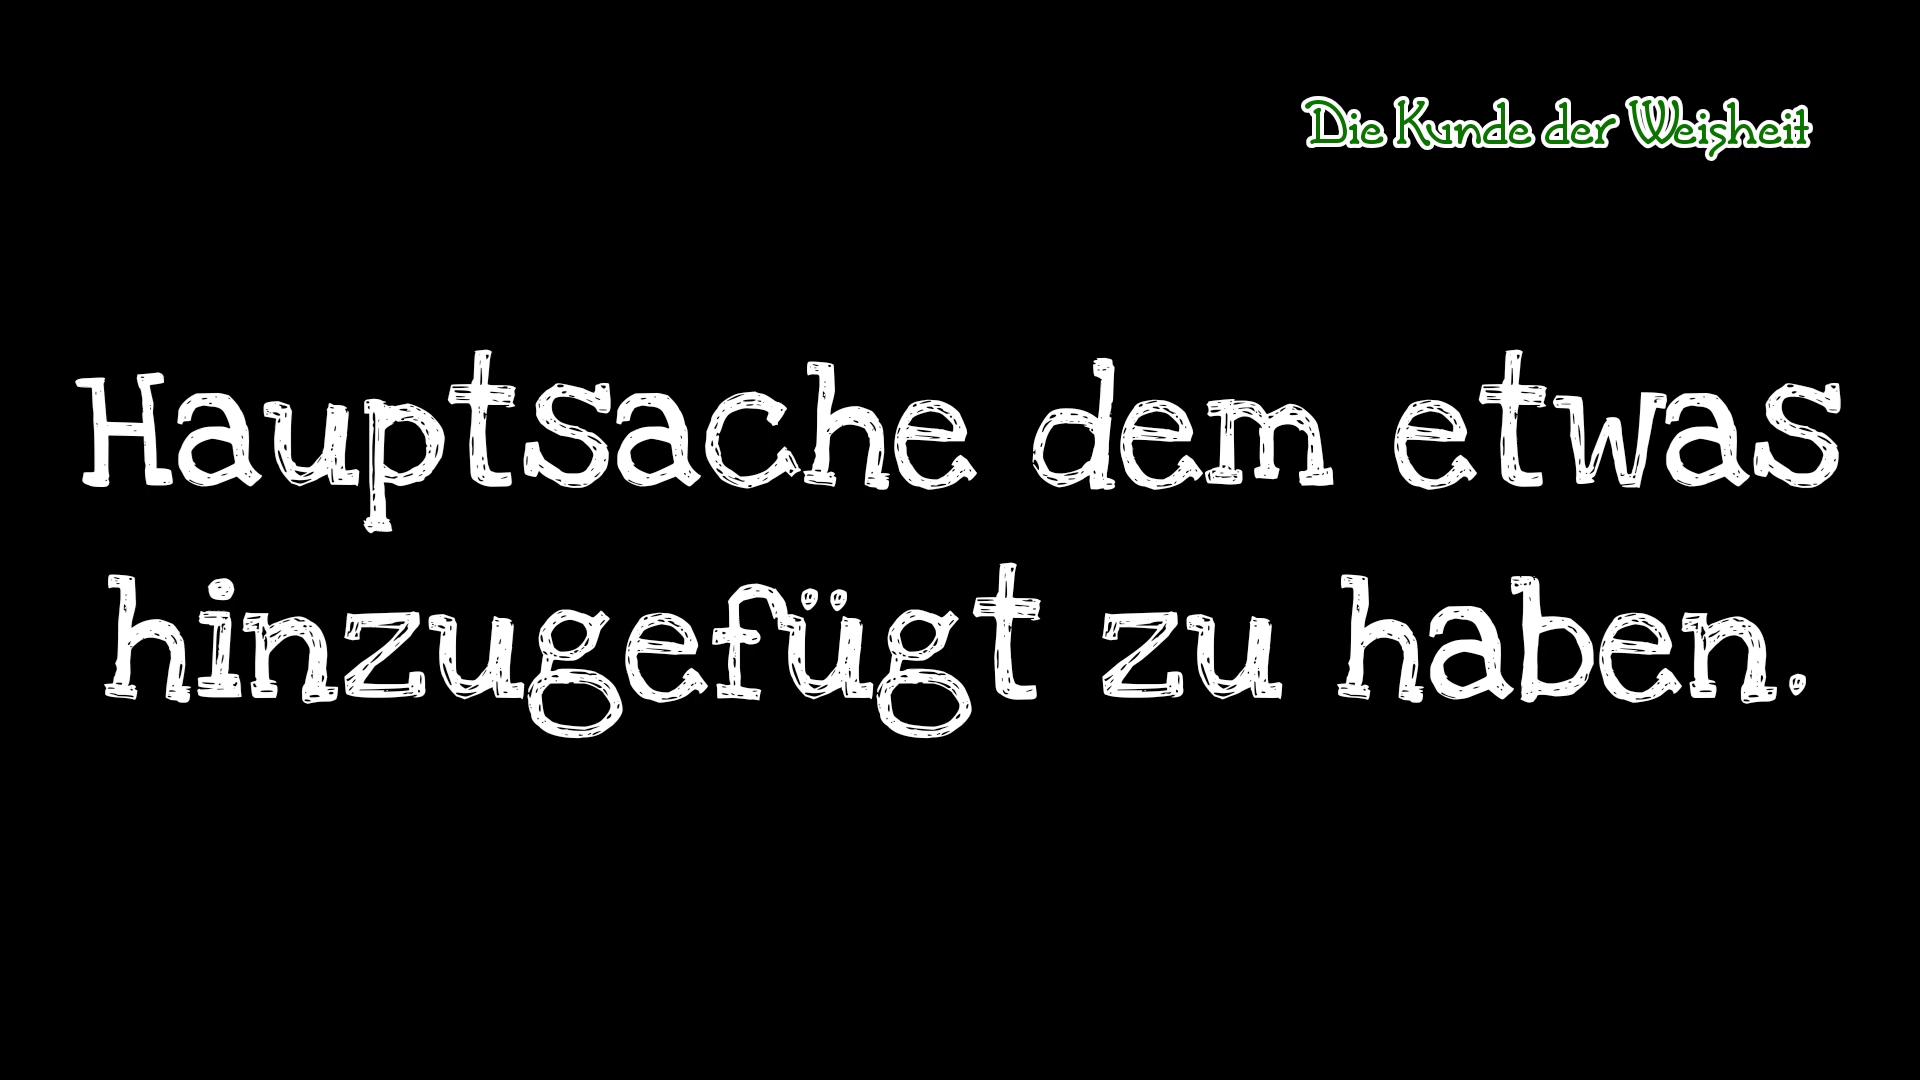 Die Kunde der Weisheit
Hauptsache dem etwas
hinzugefügt zu haben.